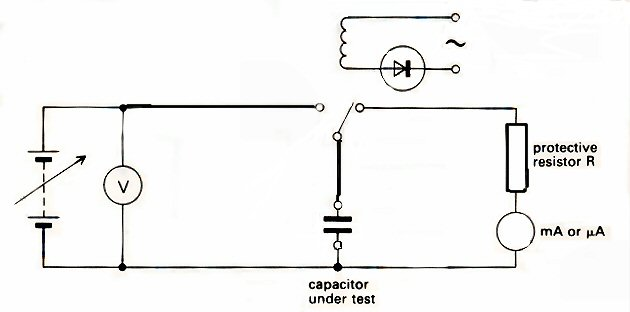 V
protective
resistor R
mA or μA
capacitor
under test